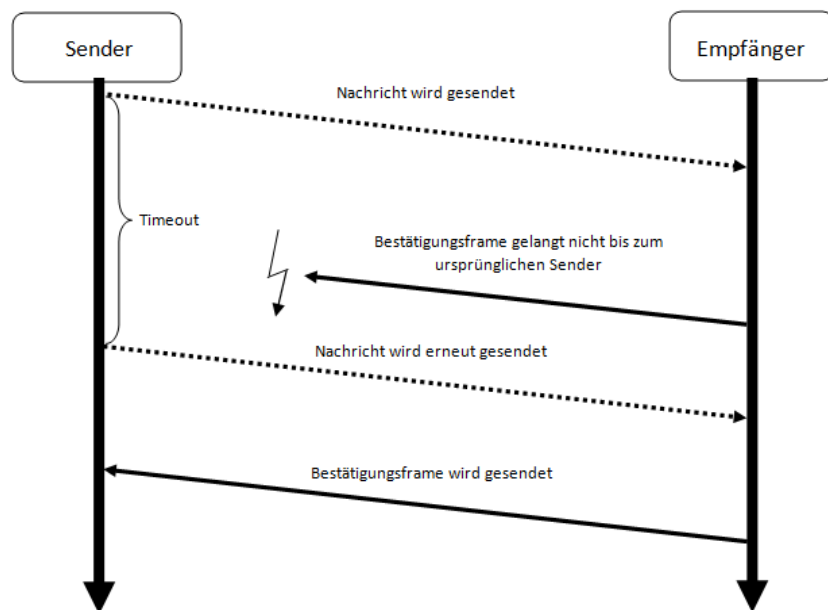 Sender
Empfänger
Nachricht wird gesendet
Timeout
Bestätigungsframe gelangt nicht bis zum
ursprünglichen Sender
Nachricht wird erneut gesendet
Bestätigungsframe wird gesendet